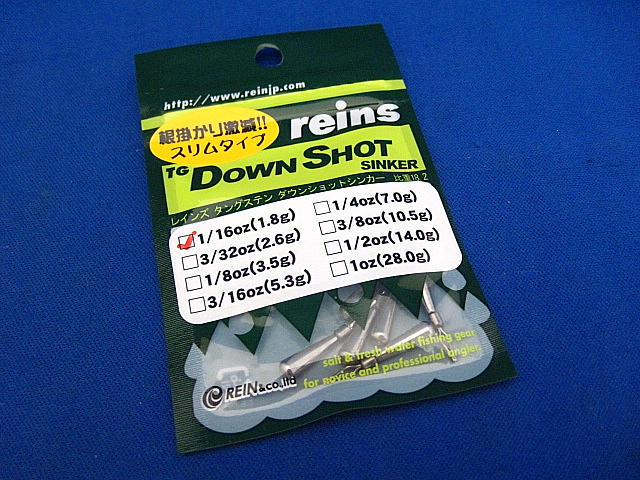 http://www.reinjp.com
reins
根掛かり激減!!
スリムタイプ
TG DOWN SHOT
SINKER
レインズ タングステン ダウンショットシンカー 比重18.2
1/16oz(1.8g)
3/32oz(2.6g)
1/8oz(3.5g)
3/16oz(5.3g)
1/4oz(7.0g)
3/8oz(10.5g)
1/2oz(14.0g)
1oz(28.0g)
salt & fresh water fishing gear
for novice and professional angler.
REIN&co.,ltd